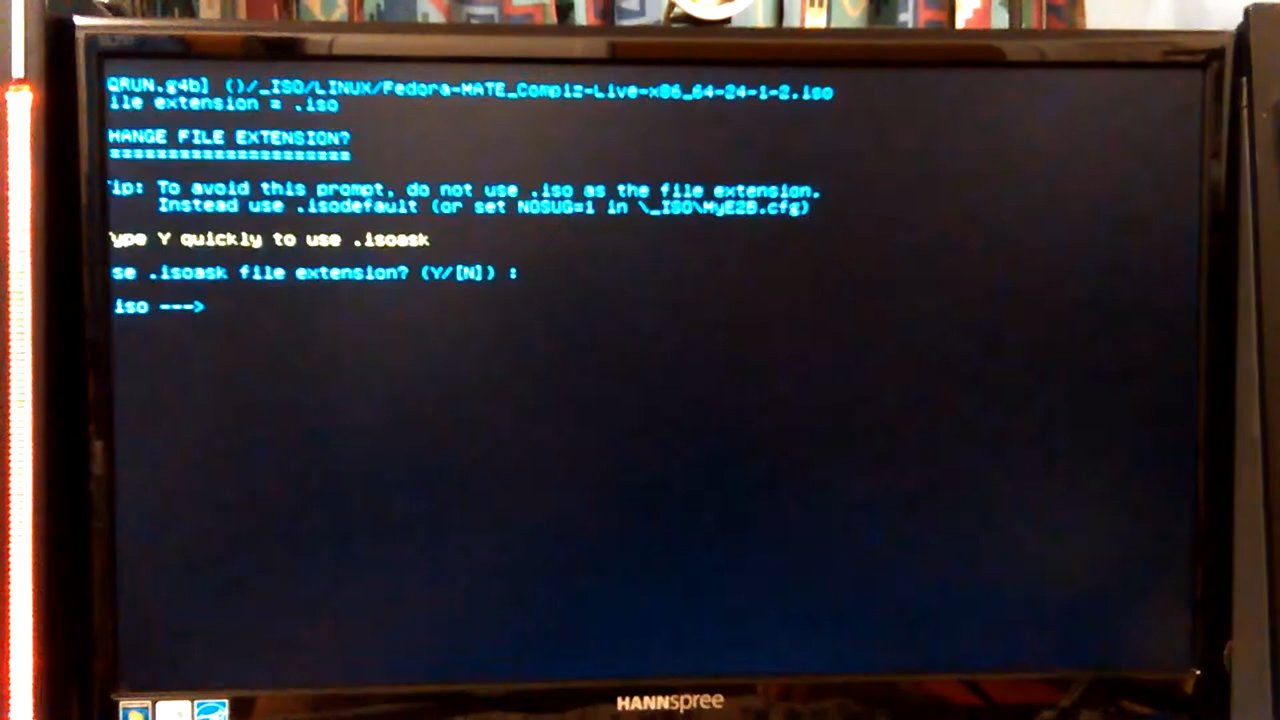 QRUN.g4b] ()/_ISO/LINUX/Fedora-MATE_Compiz-Live-x86_64-24-1-2.iso
ile extension = .iso
HANGE FILE EXTENSION?
=====================
ip: To avoid this prompt, do not use .iso as the file extension.
Instead use .isodefault (or set NOSUG=1 in \_ISO\MyE2B.cfg)
ype Y quickly to use .isoask
se .isoask file extension? (Y/[N]) :
iso --->
HANNspree